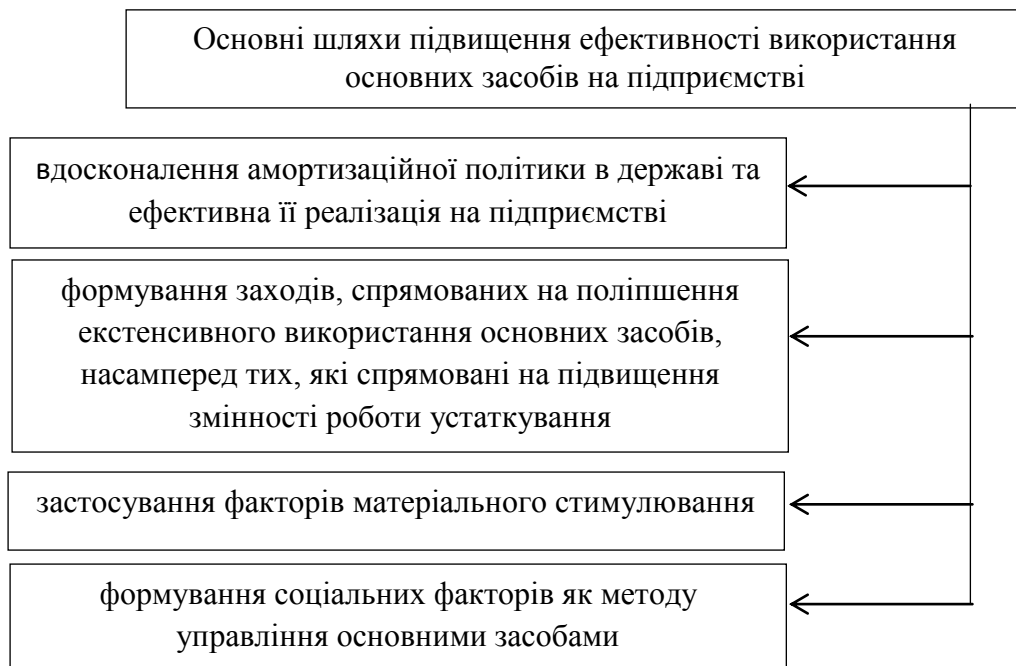 Основні шляхи підвищення ефективності використання
основних засобів на підприємстві
вдосконалення амортизаційної політики в державі та
ефективна її реалізація на підприємстві
формування заходів, спрямованих на поліпшення
екстенсивного використання основних засобів,
насамперед тих, які спрямовані на підвищення
змінності роботи устаткування
застосування факторів матеріального стимулювання
формування соціальних факторів як методу
управління основними засобами